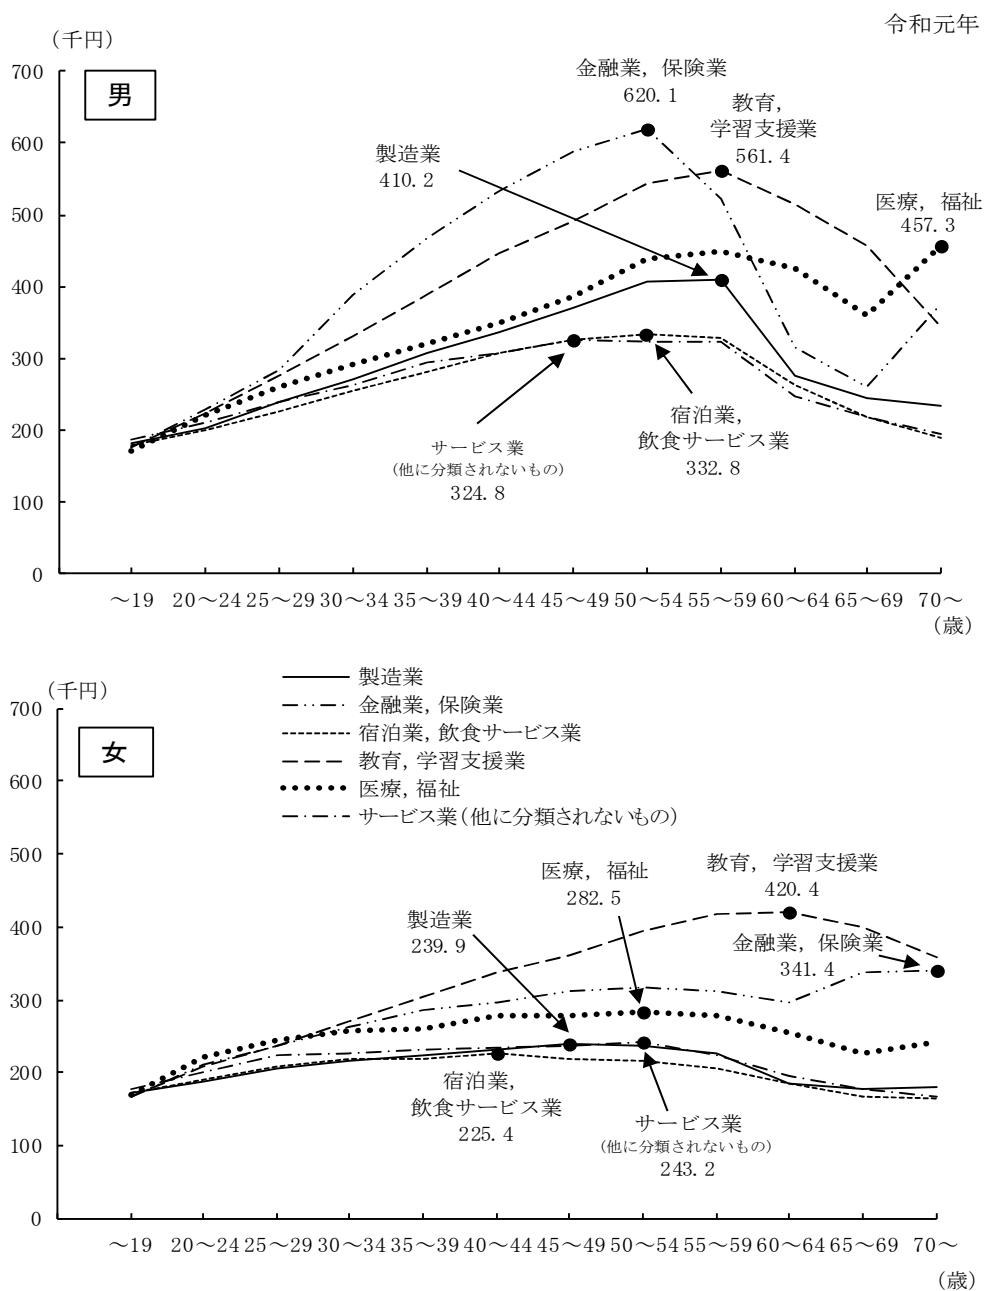 令和元年
（千円）
男
700
600
500
400
300
200
100
0
金融業，保険業
620.1
教育，
学習支援業
561.4
製造業
410.2
医療，福祉
457.3
サービス業
（他に分類されないもの）
324.8
宿泊業，
飲食サービス業
332.8
～19 20～24 25～29 30～34 35～39 40～44 45～49 50～54 55～59 60～64 65～69 70～
（歳）
（千円）
女
700
600
500
400
300
200
100
0
製造業
金融業，保険業
宿泊業，飲食サービス業
教育，学習支援業
医療，福祉
サービス業（他に分類されないもの）
教育，学習支援業
420.4
医療，福祉
282.5
製造業
239.9
金融業，保険業
341.4
宿泊業，
飲食サービス業
225.4
サービス業
（他に分類されないもの）
243.2
～19 20～24 25～29 30～34 35～39 40～44 45～49 50～54 55～59 60～64 65～69 70～
（歳）